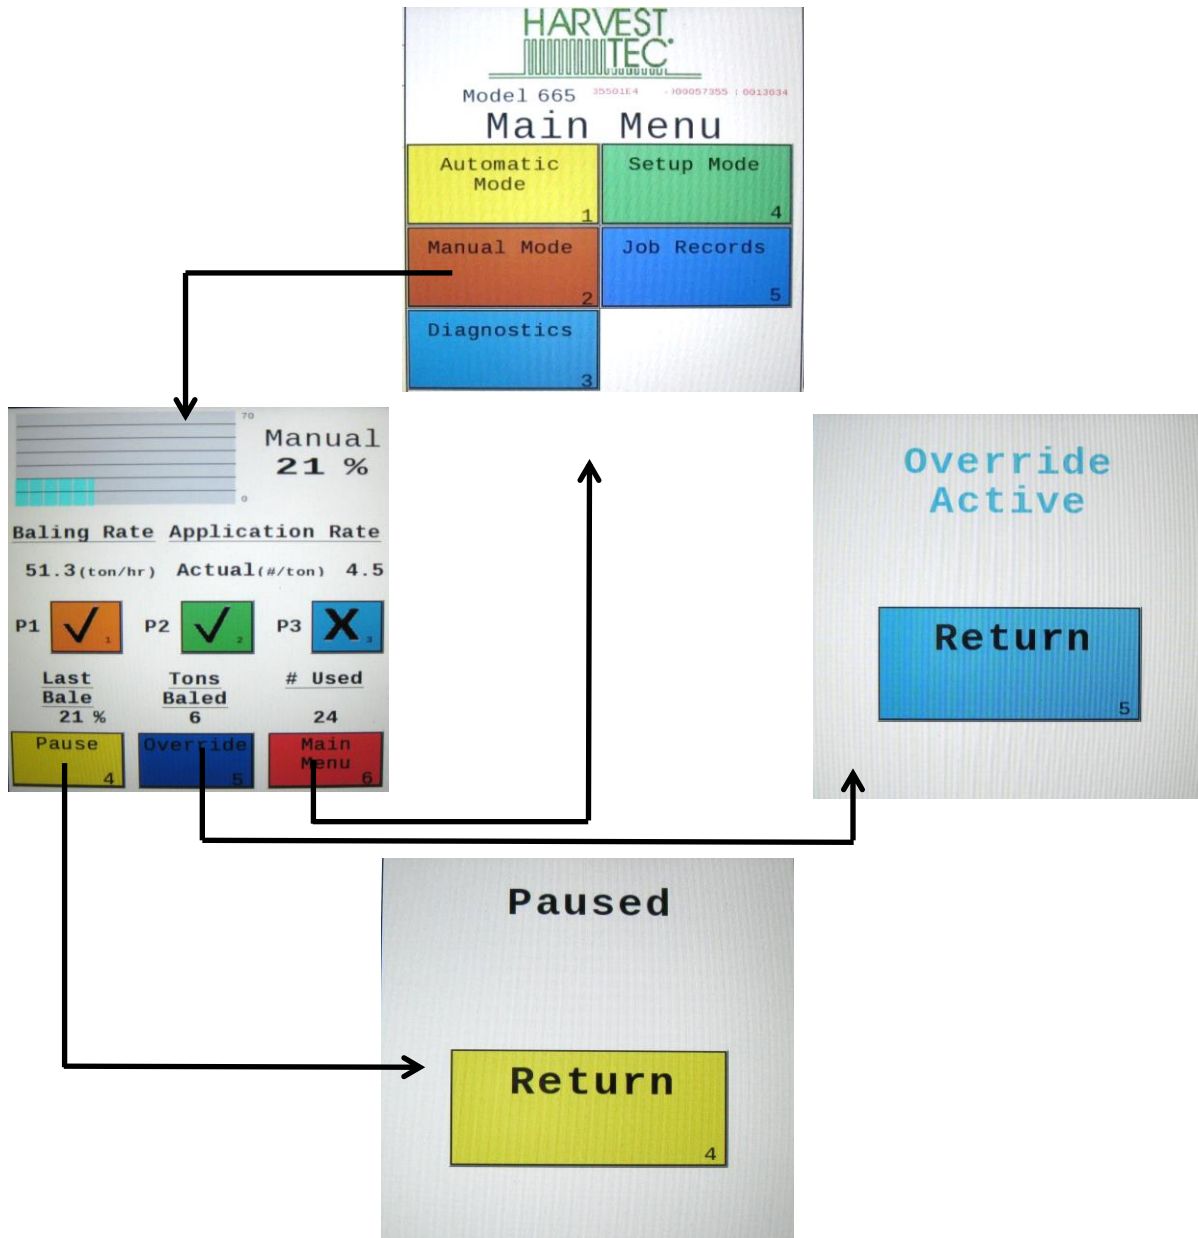 HARVEST
TEC
Model 665
Main Menu
Automatic
Mode
1
Setup Mode
4
Manual Mode
2
Job Records
5
Diagnostics
3
70
Manual
21 %
0
Baling Rate Application Rate
51.3(ton/hr) Actual(#/ton) 4.5
P1 1 P2 2 P3 X 3
Last Tons # Used
Bale Baled
21 % 6 24
Pause Override Main
Menu
4 5 6
Override
Active
Return
5
Paused
Return
4